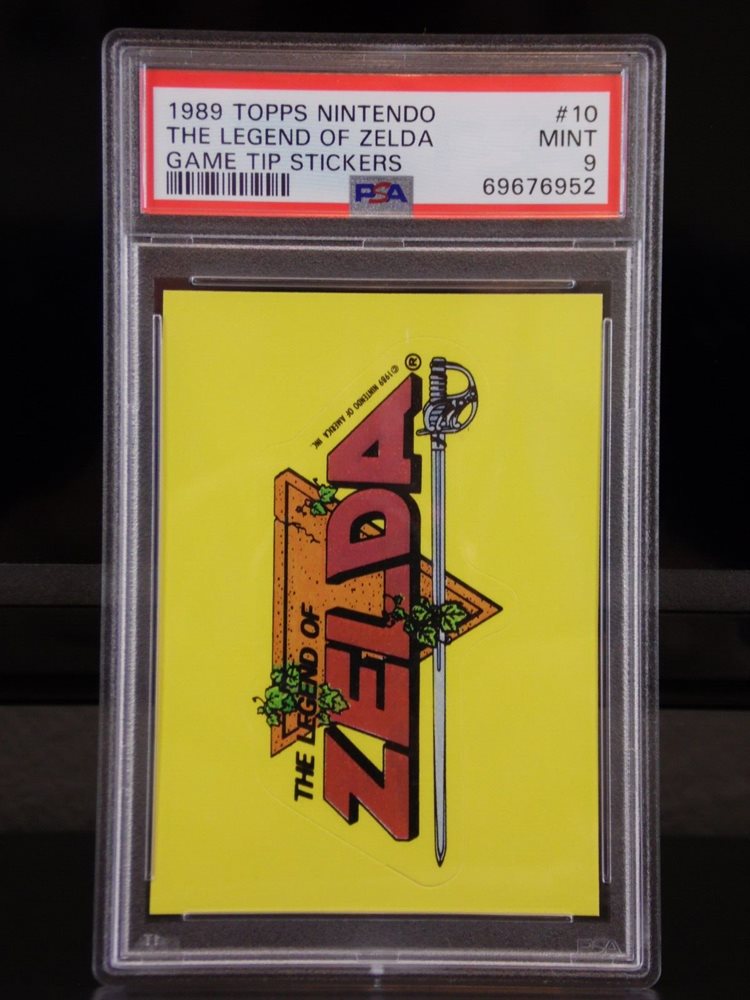 1989 TOPPS NINTENDO #10
THE LEGEND OF ZELDA MINT
GAME TIP STICKERS 9
PSA 69676952
®
©1989 NINTENDO OF AMERICA INC.
THE LEGEND OF
ZELDA
PSA